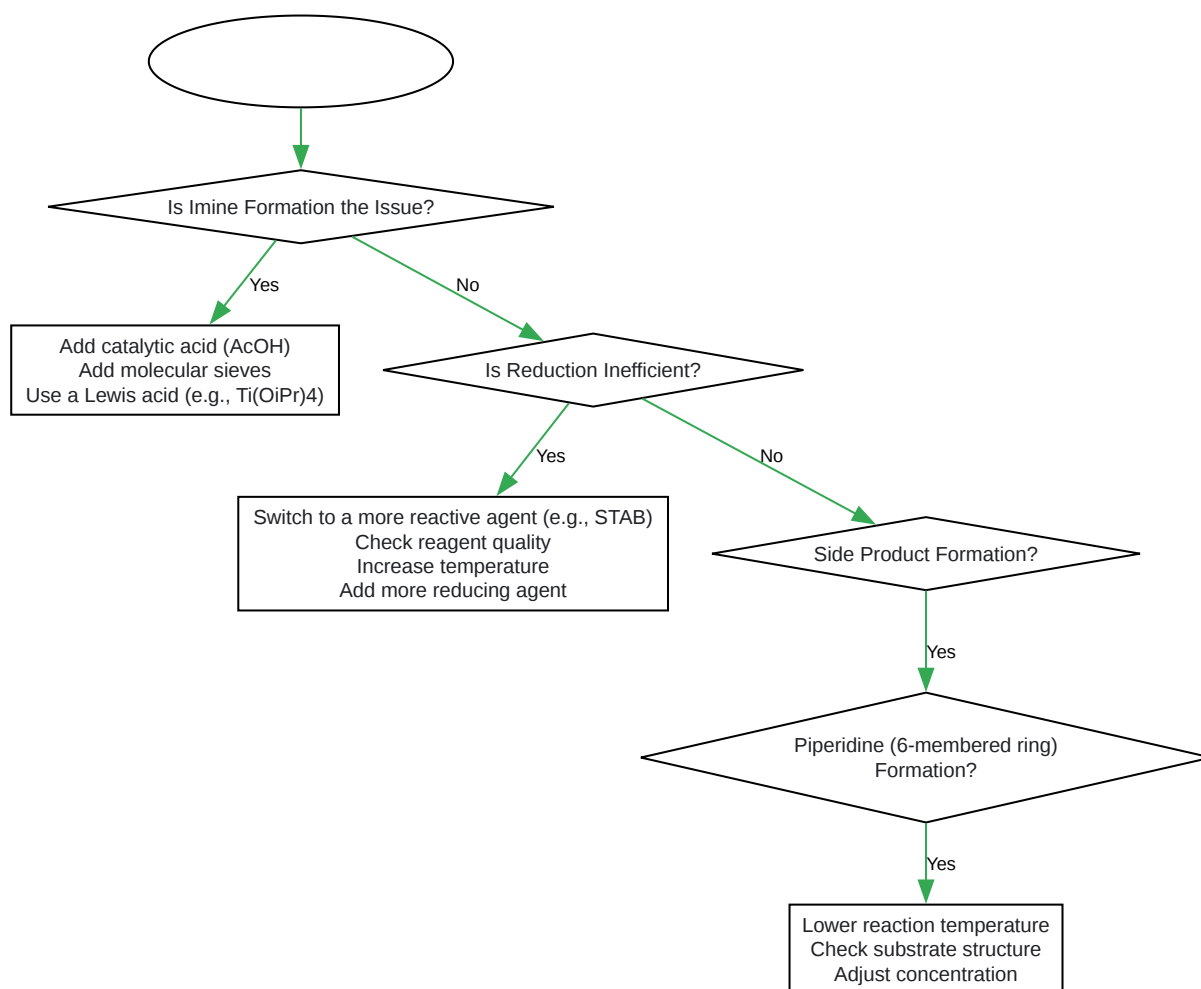 Is Imine Formation the Issue?
Yes
No
Add catalytic acid (AcOH)
Add molecular sieves
Use a Lewis acid (e.g., Ti(OiPr)4)
Is Reduction Inefficient?
Yes
No
Switch to a more reactive agent (e.g., STAB)
Check reagent quality
Increase temperature
Add more reducing agent
Side Product Formation?
Yes
Piperidine (6-membered ring)
Formation?
Yes
Lower reaction temperature
Check substrate structure
Adjust concentration